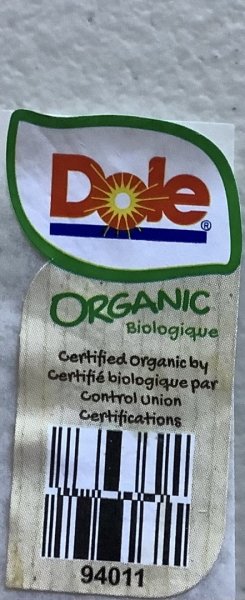 Dole®
ORGANIC
Biologique
Certified Organic by
Certifié biologique par
Control Union
Certifications
94011